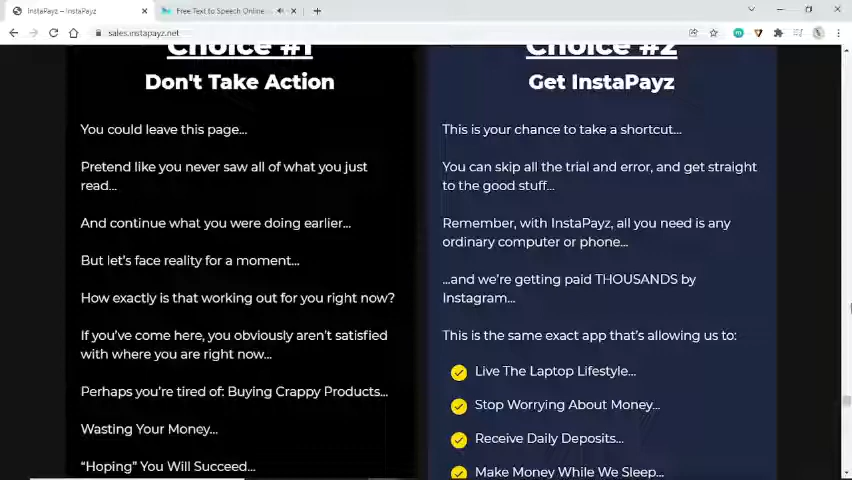 InstaPayz – InstaPayz
Free Text to Speech Online
sales.instapayz.net
Choice #1
Don't Take Action
You could leave this page...
Pretend like you never saw all of what you just
read...
And continue what you were doing earlier...
But let's face reality for a moment...
How exactly is that working out for you right now?
If you've come here, you obviously aren't satisfied
with where you are right now...
Perhaps you're tired of: Buying Crappy Products...
Wasting Your Money...
“Hoping” You Will Succeed...
Choice #2
Get InstaPayz
This is your chance to take a shortcut...
You can skip all the trial and error, and get straight
to the good stuff...
Remember, with InstaPayz, all you need is any
ordinary computer or phone...
...and we're getting paid THOUSANDS by
Instagram...
This is the same exact app that's allowing us to:
Live The Laptop Lifestyle...
Stop Worrying About Money...
Receive Daily Deposits...
Make Money While We Sleep...